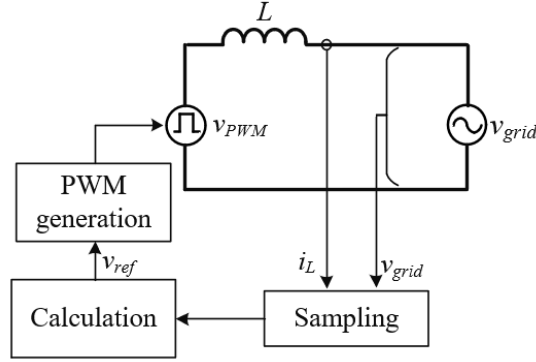 L
v_PWM
v_grid
PWM
generation
v_ref
i_L
v_grid
Calculation
Sampling